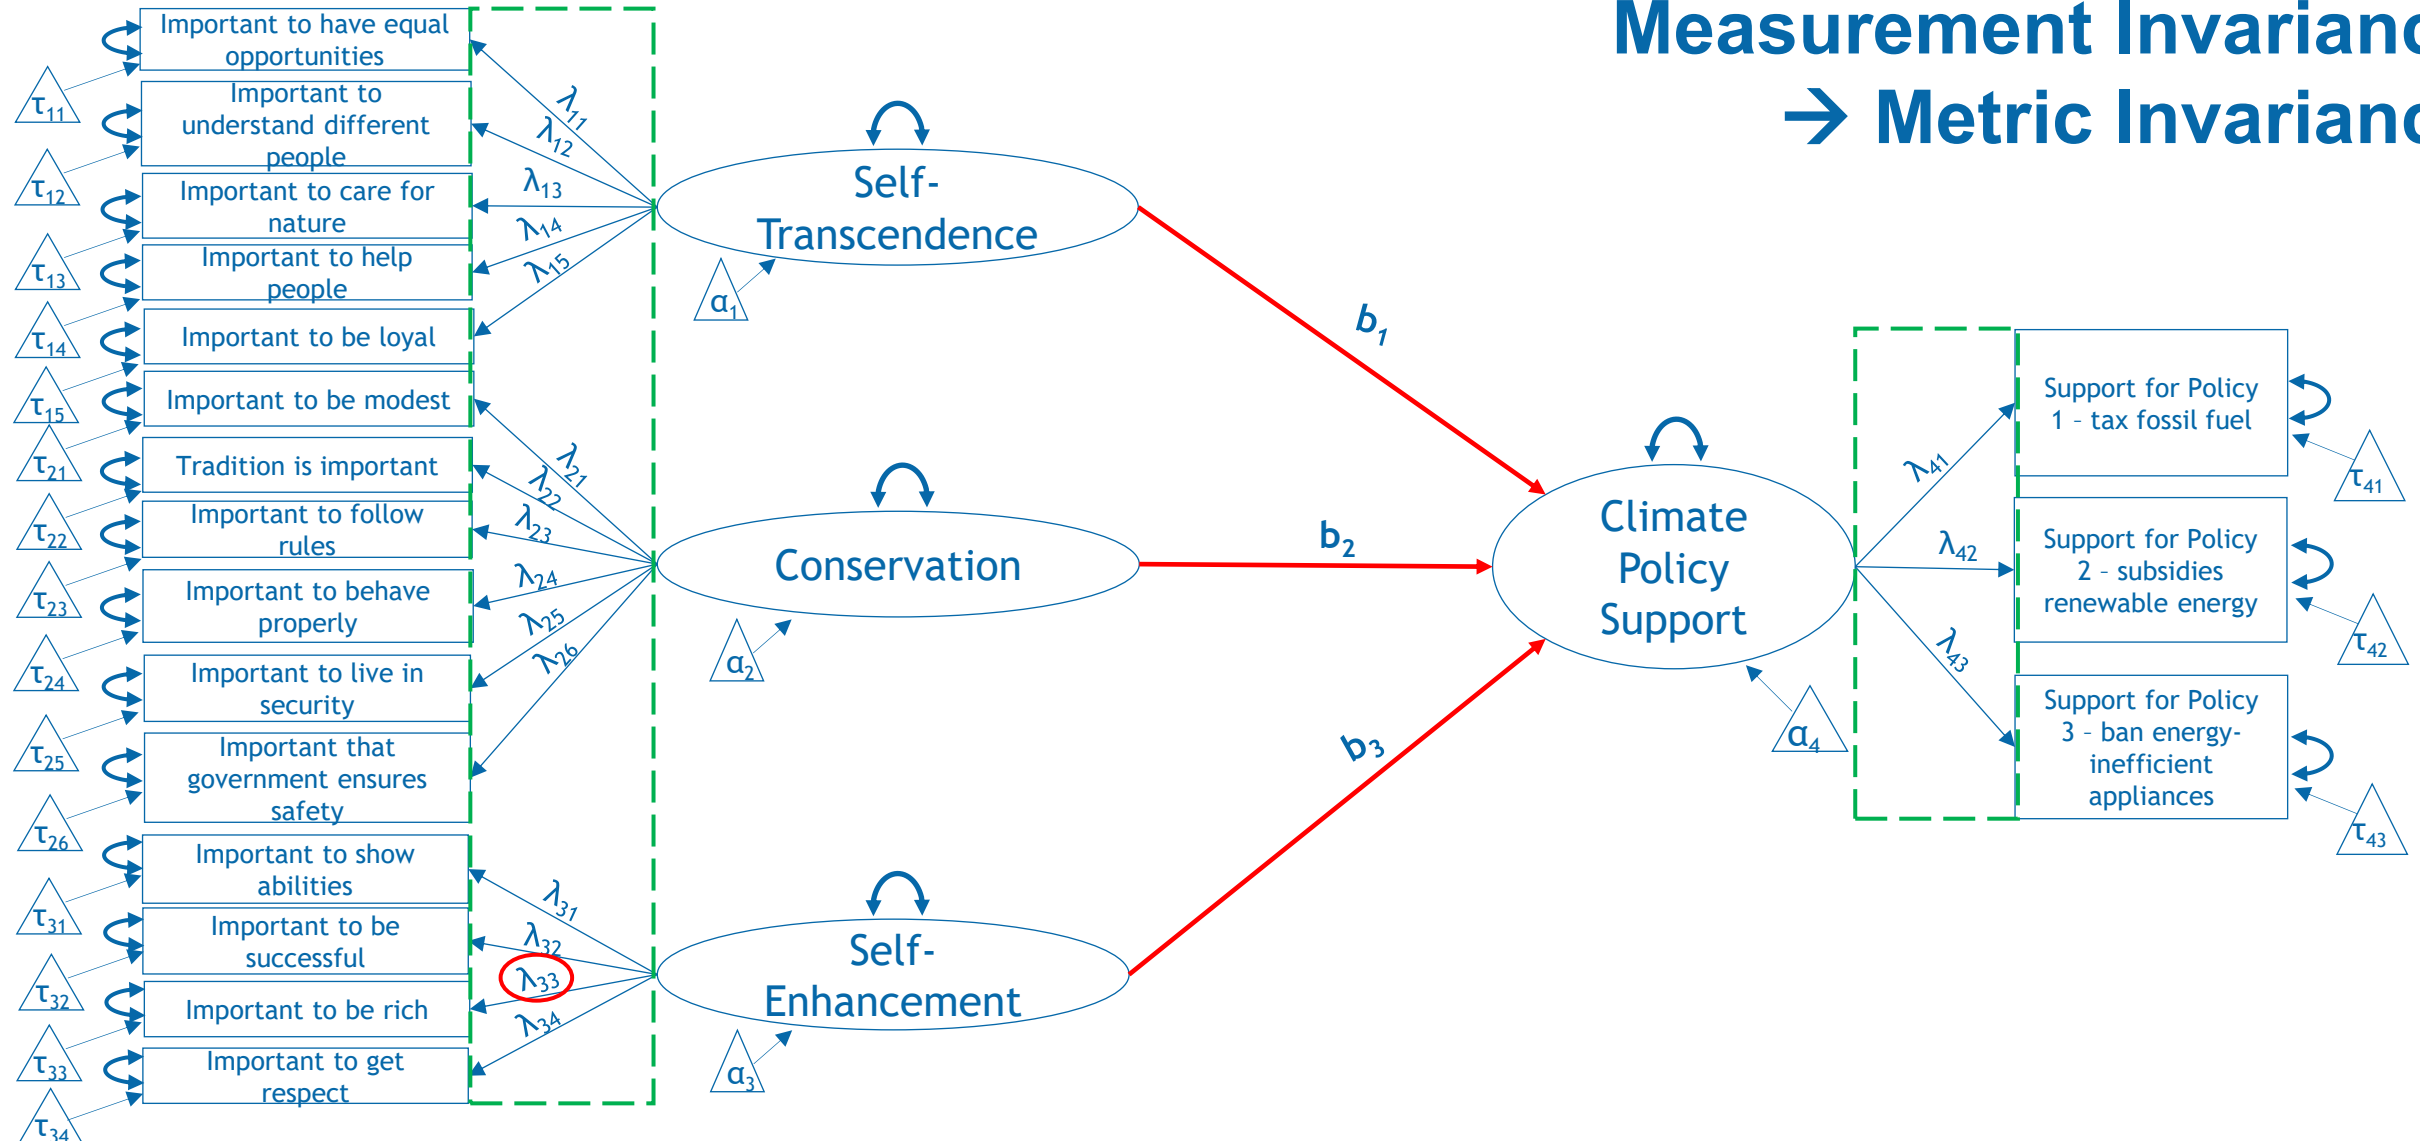 Measurement Invarianc
→ Metric Invarianc
Important to have equal
opportunities
Important to
understand different
people
Important to care for
nature
Important to help
people
Important to be loyal
Important to be modest
Tradition is important
Important to follow
rules
Important to behave
properly
Important to live in
security
Important that
government ensures
safety
Important to show
abilities
Important to be
successful
Important to be rich
Important to get
respect
τ11
τ12
τ13
τ14
τ15
τ21
τ22
τ23
τ24
τ25
τ26
τ31
τ32
τ33
τ34
λ11
λ12
λ13
λ14
λ15
λ21
λ22
λ23
λ24
λ25
λ26
λ31
λ32
λ33
λ34
Self-
Transcendence
α1
Conservation
α2
Self-
Enhancement
α3
b1
b2
b3
Climate
Policy
Support
α4
λ41
λ42
λ43
Support for Policy
1 – tax fossil fuel
Support for Policy
2 – subsidies
renewable energy
Support for Policy
3 – ban energy-
inefficient
appliances
τ41
τ42
τ43